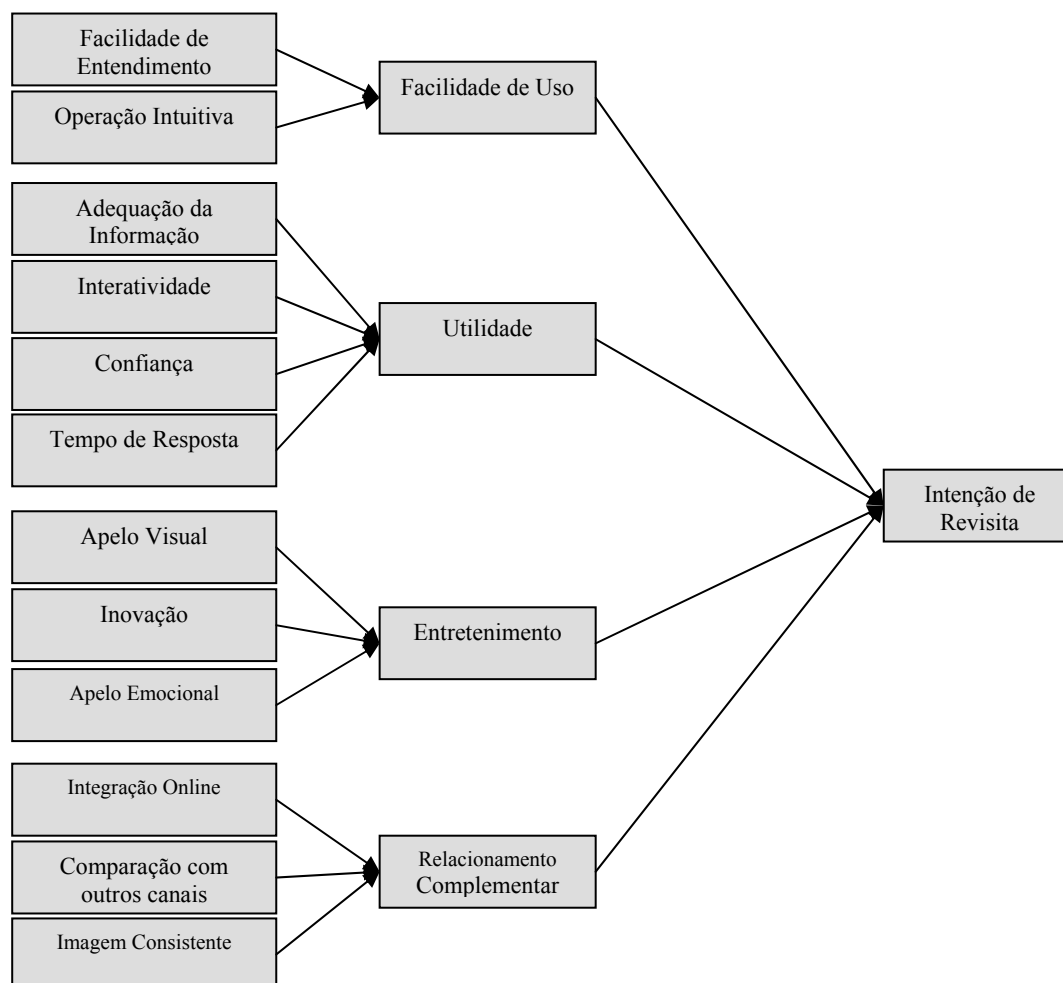 Facilidade de
Entendimento
Operação Intuitiva
Facilidade de Uso
Adequação da
Informação
Interatividade
Confiança
Tempo de Resposta
Utilidade
Apelo Visual
Inovação
Apelo Emocional
Entretenimento
Integração Online
Comparação com
outros canais
Imagem Consistente
Relacionamento
Complementar
Intenção de
Revisita